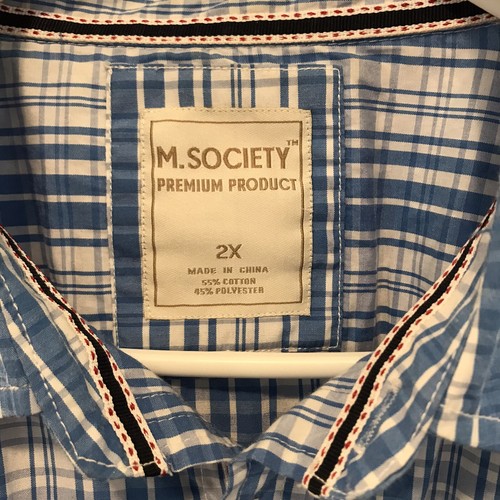 M.SOCIETY™
PREMIUM PRODUCT
2X
MADE IN CHINA
55% COTTON
45% POLYESTER